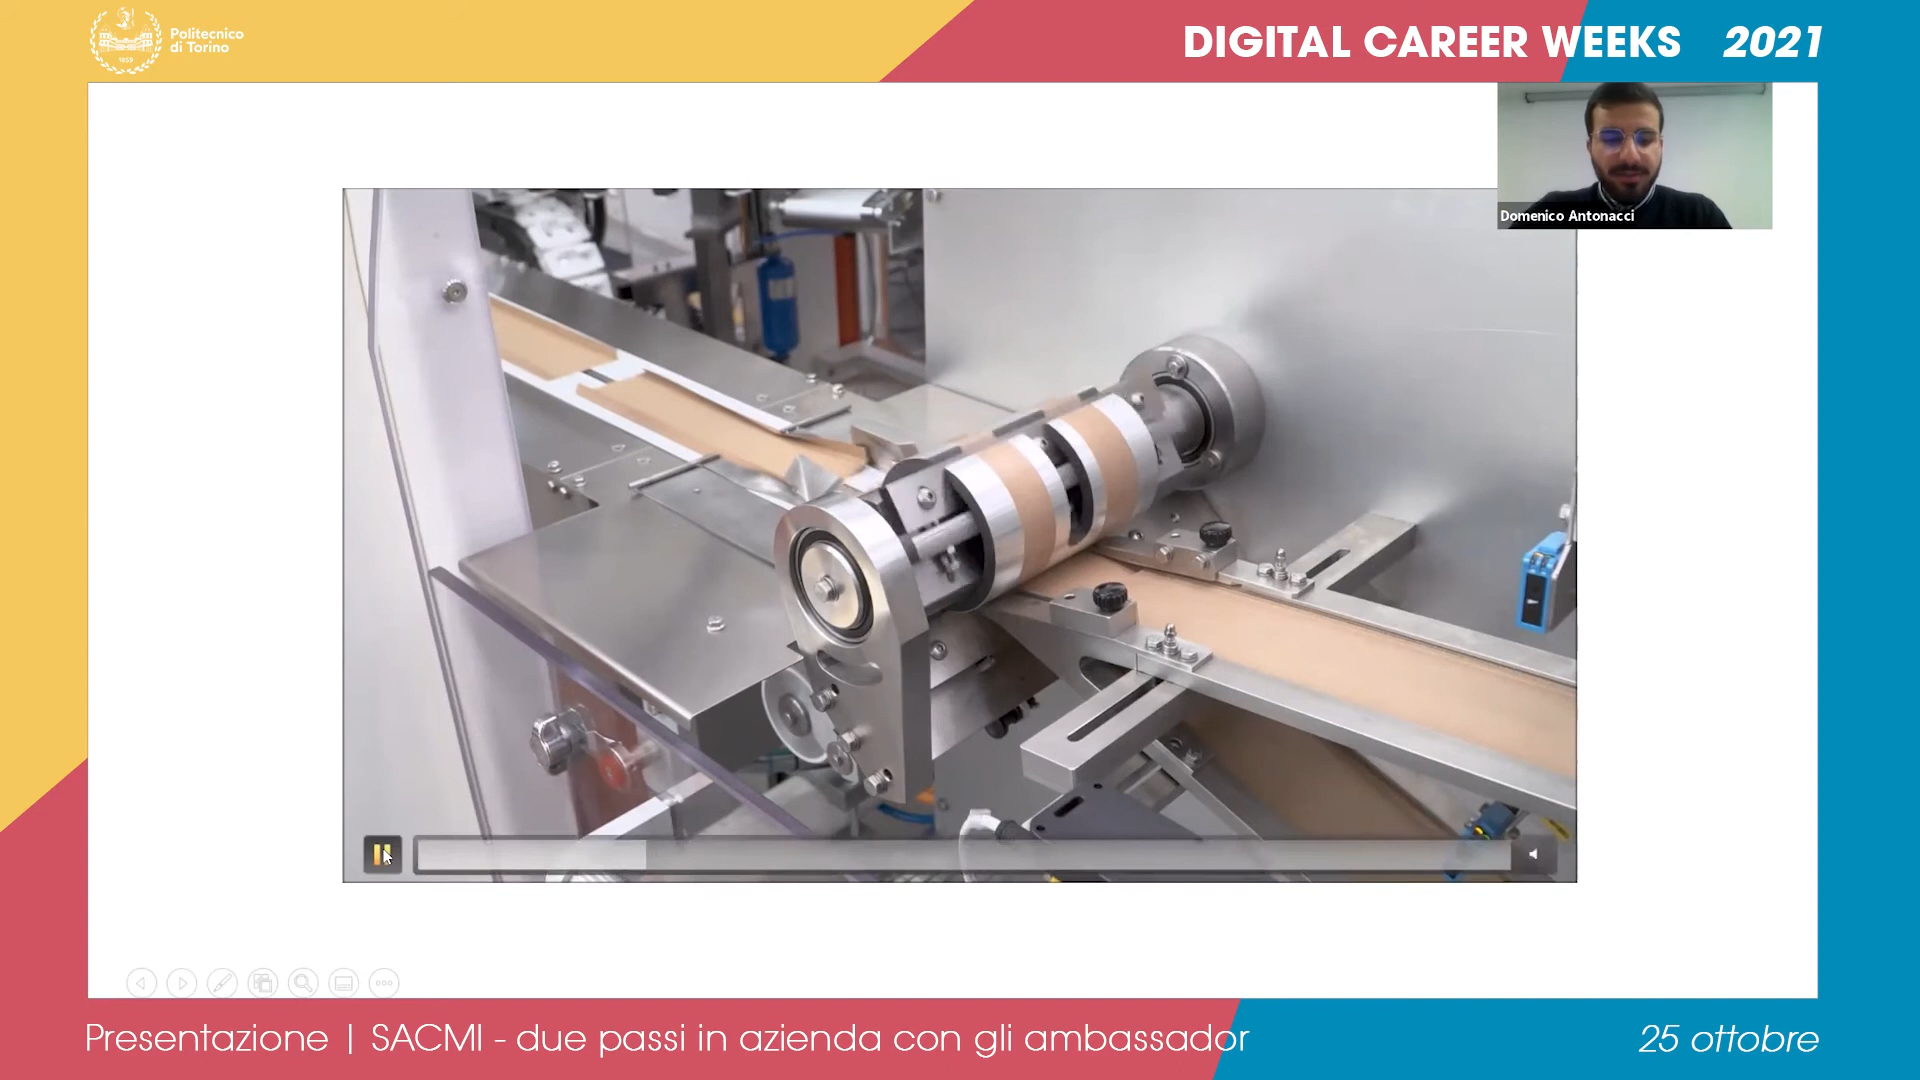 Politecnico
di Torino
1859
DIGITAL CAREER WEEKS 2021
Domenico Antonacci
Presentazione | SACMI - due passi in azienda con gli ambassador
25 ottobre